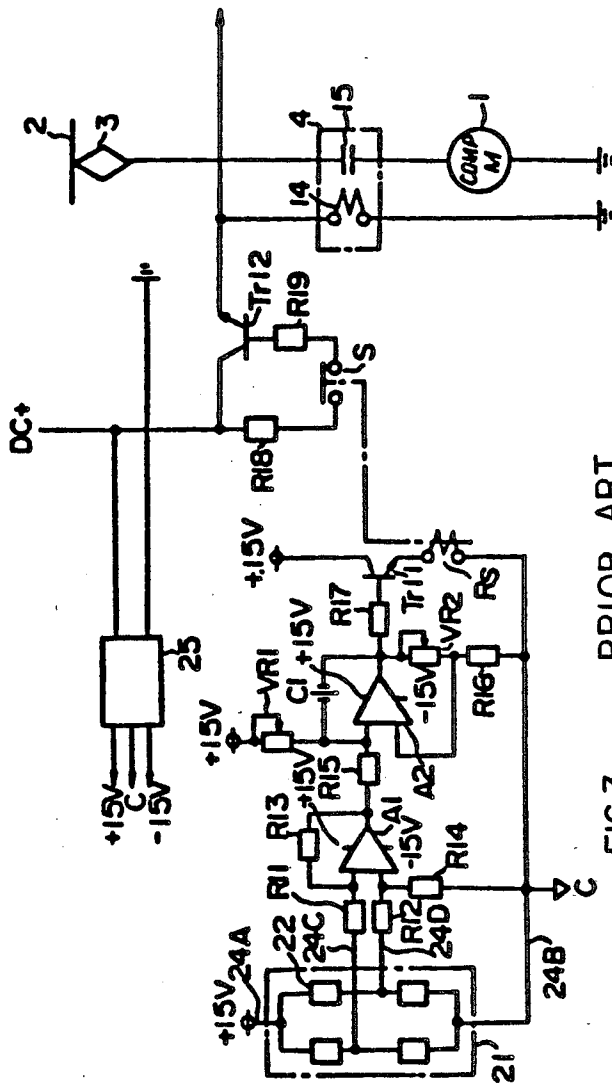 2
3
DC+
25
+15V
C
-15V
4
15
14
COMP
M
1
Tr12
R19
S
R18
+15V
R17
Tr11
RS
C1
+15V
VR1
+15V
-15V
VR2
R16
A2
R15
+15V
R13
A1
-15V
R14
R11
24C
R12
24D
+15V
24A
22
21
24B
C
FIG.7 PRIOR ART